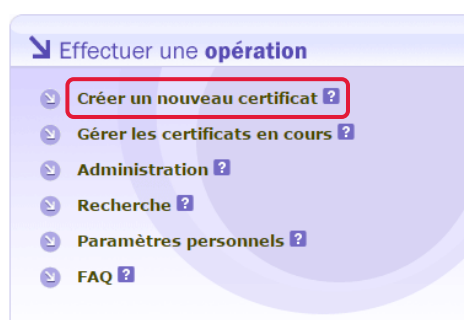 Effectuer une opération
Créer un nouveau certificat ?
Gérer les certificats en cours ?
Administration ?
Recherche ?
Paramètres personnels ?
FAQ ?